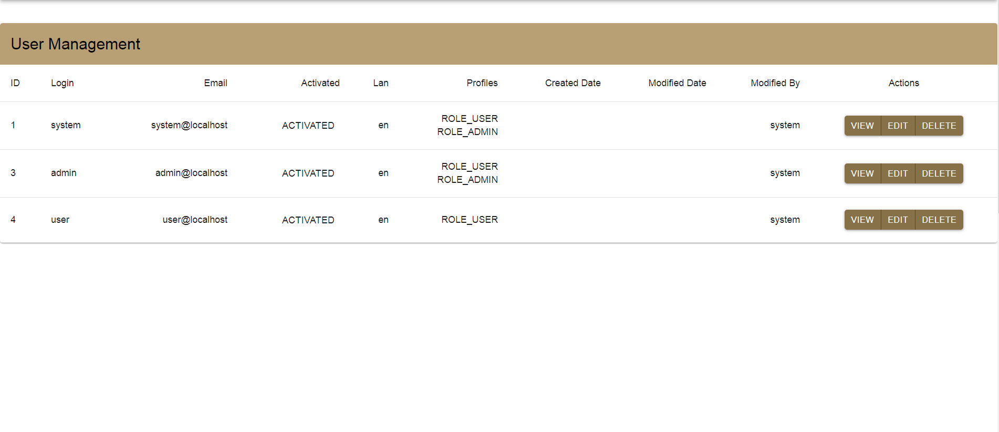 User Management
ID Login Email Activated Lan Profiles Created Date Modified Date Modified By Actions
1 system system@localhost ACTIVATED en ROLE_USER ROLE_ADMIN system VIEW EDIT DELETE
3 admin admin@localhost ACTIVATED en ROLE_USER ROLE_ADMIN system VIEW EDIT DELETE
4 user user@localhost ACTIVATED en ROLE_USER system VIEW EDIT DELETE